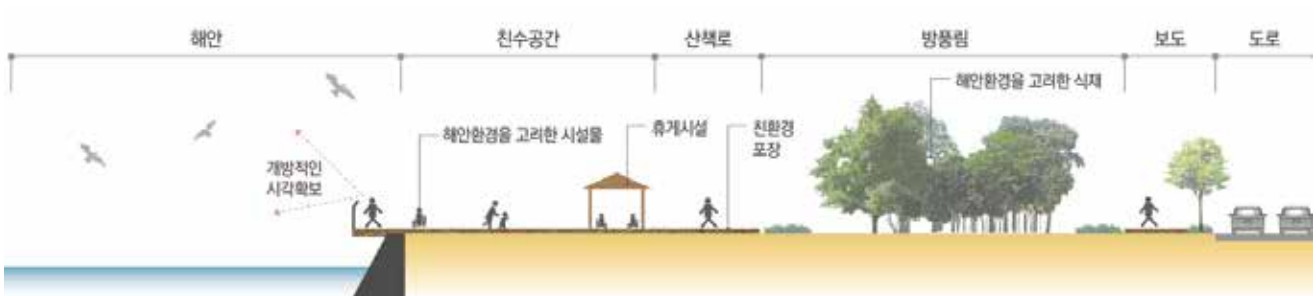 해안
친수공간
산책로
방풍림
보도
도로
해안환경을 고려한 식재
해안환경을 고려한 시설물
휴게시설
친환경
포장
개방적인
시각확보